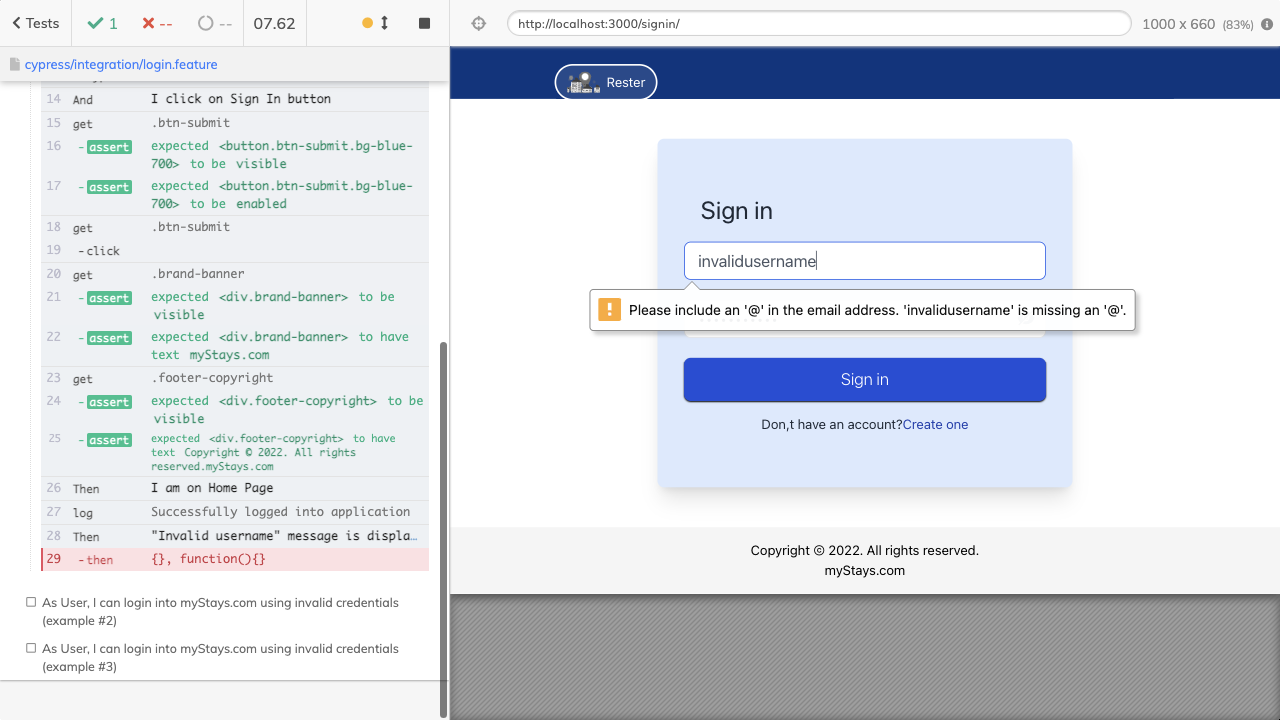 Tests
1
--
--
07.62
http://localhost:3000/signin/
1000 x 660 (83%)
cypress/integration/login.feature
14 And I click on Sign In button
15 get .btn-submit
16 - assert expected <button.btn-submit.bg-blue-
700> to be visible
17 - assert expected <button.btn-submit.bg-blue-
700> to be enabled
18 get .btn-submit
19 - click
20 get .brand-banner
21 - assert expected <div.brand-banner> to be
visible
22 - assert expected <div.brand-banner> to have
text myStays.com
23 get .footer-copyright
24 - assert expected <div.footer-copyright> to be
visible
25 - assert expected <div.footer-copyright> to have
text Copyright © 2022. All rights
reserved.myStays.com
26 Then I am on Home Page
27 log Successfully logged into application
28 Then "Invalid username" message is displa…
29 - then {}, function(){}
As User, I can login into myStays.com using invalid credentials
(example #2)
As User, I can login into myStays.com using invalid credentials
(example #3)
Rester
Sign in
invalidusername
Please include an '@' in the email address. 'invalidusername' is missing an '@'.
Sign in
Don,t have an account?Create one
Copyright © 2022. All rights reserved.
myStays.com